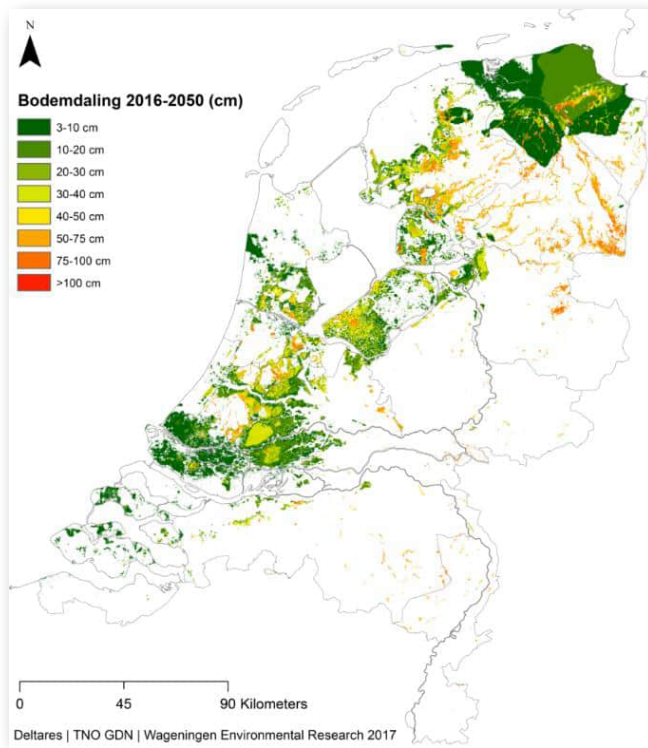 N
Bodemdaling 2016-2050 (cm)
3-10 cm
10-20 cm
20-30 cm
30-40 cm
40-50 cm
50-75 cm
75-100 cm
>100 cm
0 45 90 Kilometers
Deltares | TNO GDN | Wageningen Environmental Research 2017